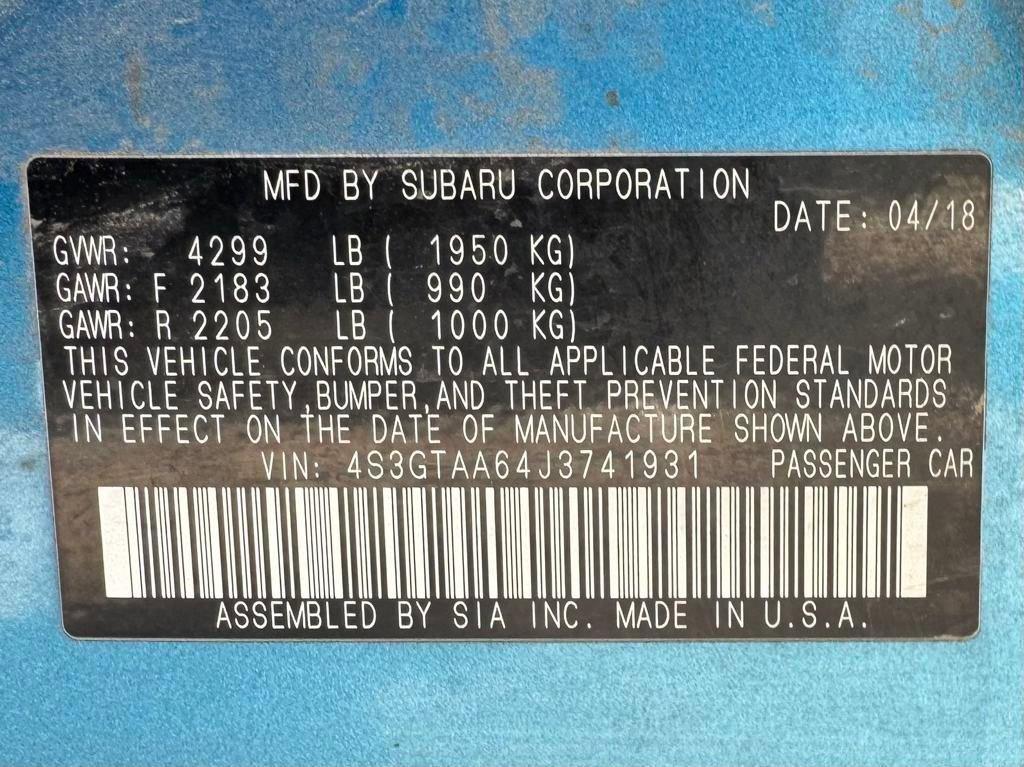 MFD BY SUBARU CORPORATION
DATE: 04/18
GVWR: 4299 LB ( 1950 KG)
GAWR: F 2183 LB ( 990 KG)
GAWR: R 2205 LB ( 1000 KG)
THIS VEHICLE CONFORMS TO ALL APPLICABLE FEDERAL MOTOR
VEHICLE SAFETY,BUMPER,AND THEFT PREVENTION STANDARDS
IN EFFECT ON THE DATE OF MANUFACTURE SHOWN ABOVE.
VIN: 4S3GTAA64J3741931 PASSENGER CAR
ASSEMBLED BY SIA INC. MADE IN U.S.A.